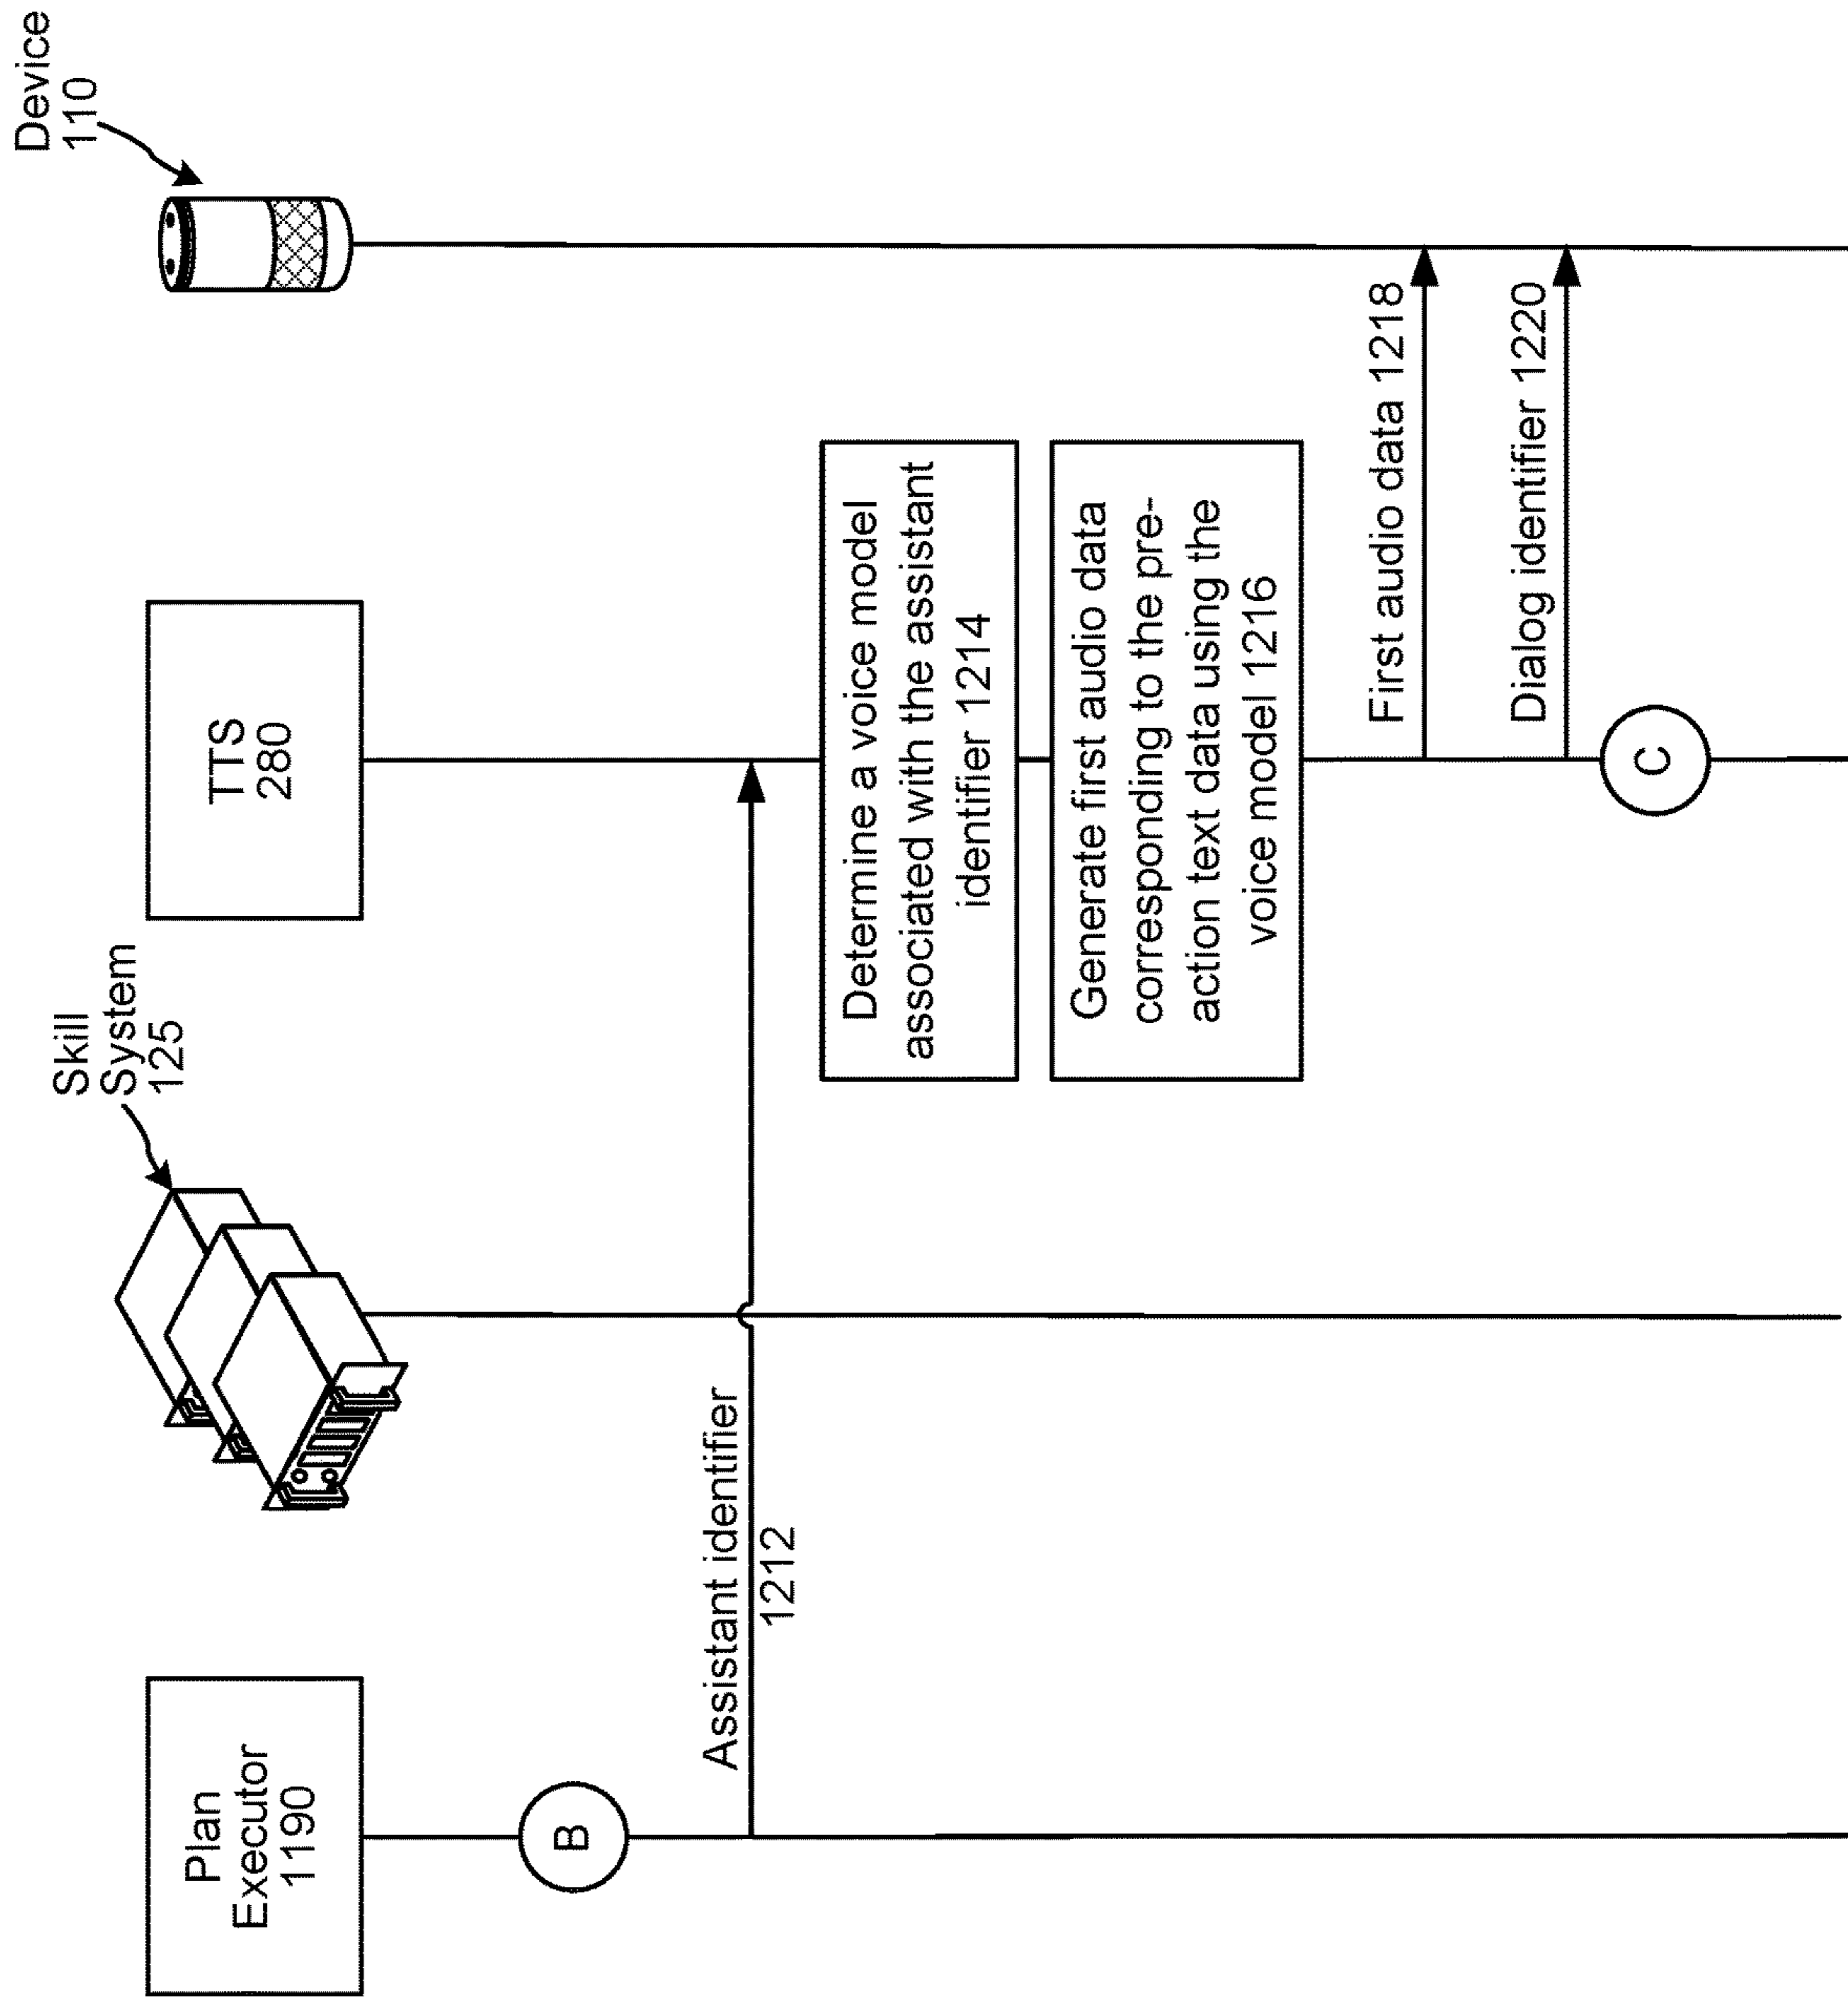 Plan
Executor
1190
Skill
System
125
TTS
280
Device
110
B
Assistant identifier
1212
Determine a voice model
associated with the assistant
identifier 1214
Generate first audio data
corresponding to the pre-
action text data using the
voice model 1216
First audio data 1218
Dialog identifier 1220
C